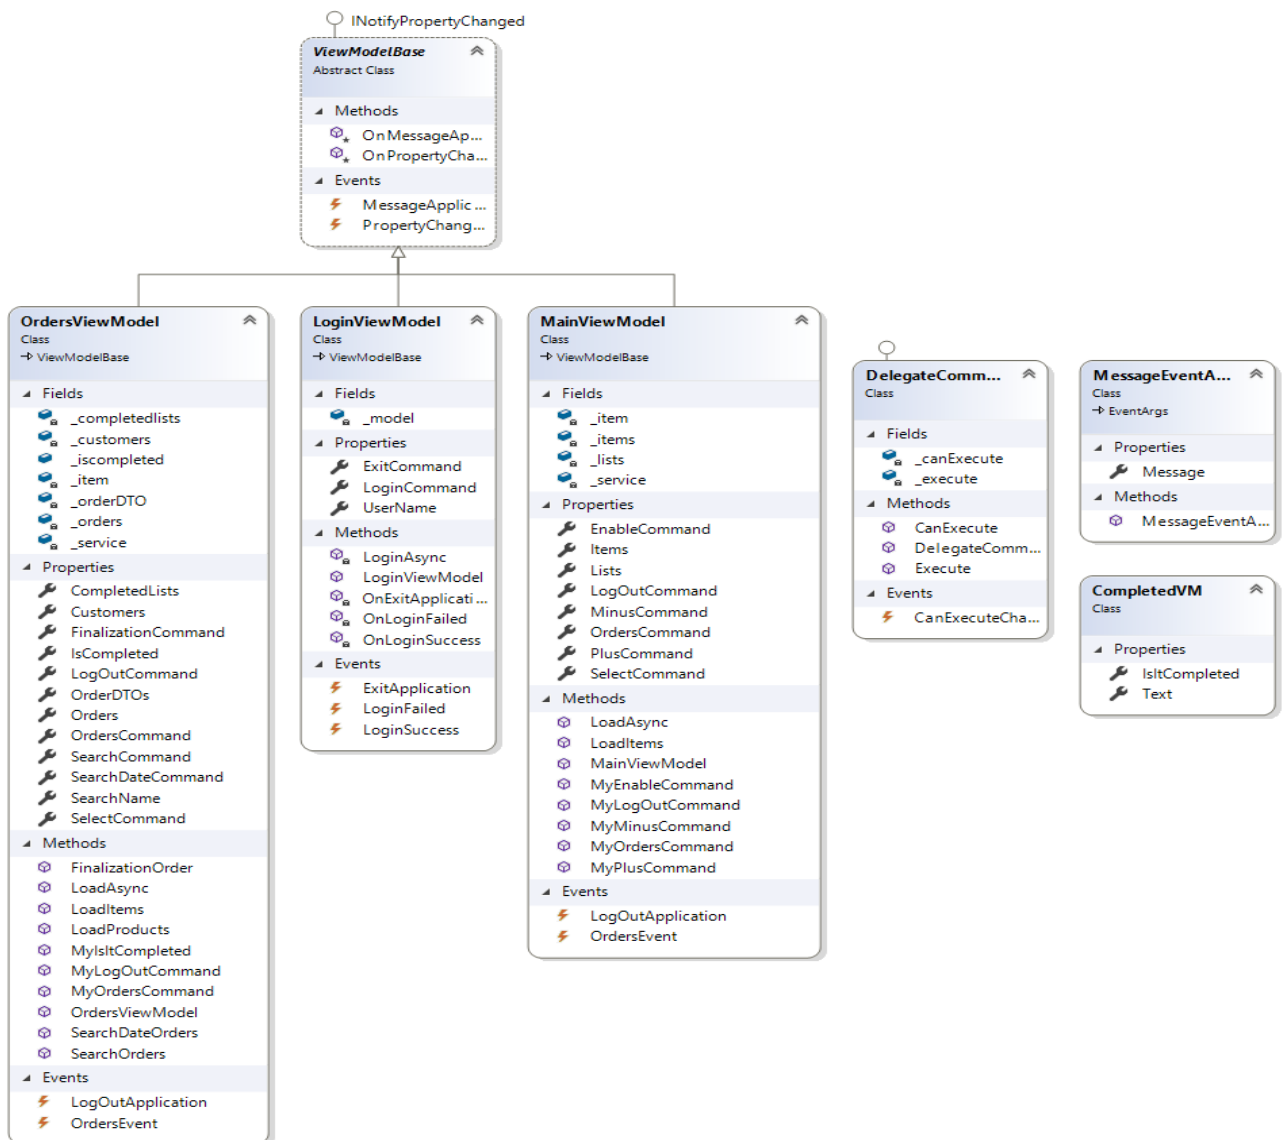 INotifyPropertyChanged
ViewModelBase
Abstract Class
Methods
OnMessageAp...
OnPropertyCha...
Events
MessageApplic...
PropertyChang...
OrdersViewModel
Class
ViewModelBase
Fields
_completedlists
_customers
_iscompleted
_item
_orderDTO
_orders
_service
Properties
CompletedLists
Customers
FinalizationCommand
IsCompleted
LogOutCommand
OrderDTOs
Orders
OrdersCommand
SearchCommand
SearchDateCommand
SearchName
SelectCommand
Methods
FinalizationOrder
LoadAsync
LoadItems
LoadProducts
MyIsItCompleted
MyLogOutCommand
MyOrdersCommand
OrdersViewModel
SearchDateOrders
SearchOrders
Events
LogOutApplication
OrdersEvent
LoginViewModel
Class
ViewModelBase
Fields
_model
Properties
ExitCommand
LoginCommand
UserName
Methods
LoginAsync
LoginViewModel
OnExitApplicati...
OnLoginFailed
OnLoginSuccess
Events
ExitApplication
LoginFailed
LoginSuccess
MainViewModel
Class
ViewModelBase
Fields
_item
_items
_lists
_service
Properties
EnableCommand
Items
Lists
LogOutCommand
MinusCommand
OrdersCommand
PlusCommand
SelectCommand
Methods
LoadAsync
LoadItems
MainViewModel
MyEnableCommand
MyLogOutCommand
MyMinusCommand
MyOrdersCommand
MyPlusCommand
Events
LogOutApplication
OrdersEvent
DelegateComm...
Class
Fields
_canExecute
_execute
Methods
CanExecute
DelegateComm...
Execute
Events
CanExecuteCha...
MessageEventA...
Class
EventArgs
Properties
Message
Methods
MessageEventA...
CompletedVM
Class
Properties
IsItCompleted
Text